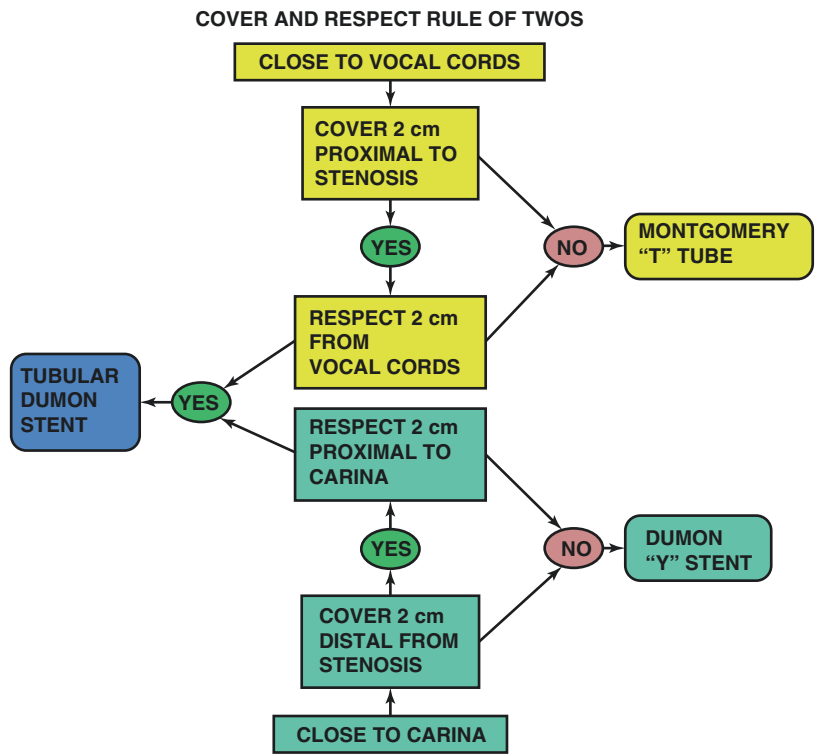 COVER AND RESPECT RULE OF TWOS
CLOSE TO VOCAL CORDS
COVER 2 cm
PROXIMAL TO
STENOSIS
YES
NO
MONTGOMERY
“T” TUBE
RESPECT 2 cm
FROM
VOCAL CORDS
TUBULAR
DUMON
STENT
YES
RESPECT 2 cm
PROXIMAL TO
CARINA
YES
NO
DUMON
“Y” STENT
COVER 2 cm
DISTAL FROM
STENOSIS
CLOSE TO CARINA